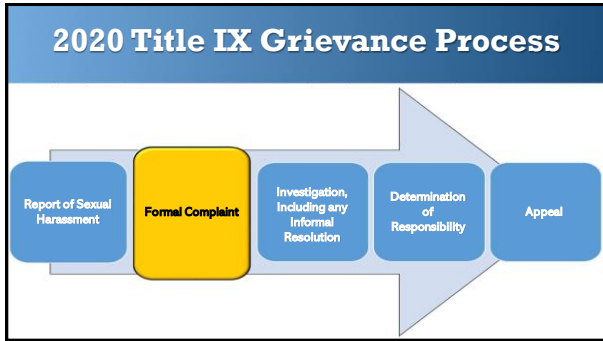 2020 Title IX Grievance Process
Report of Sexual
Harassment
Formal Complaint
Investigation,
Including any
Informal
Resolution
Determination
of
Responsibility
Appeal